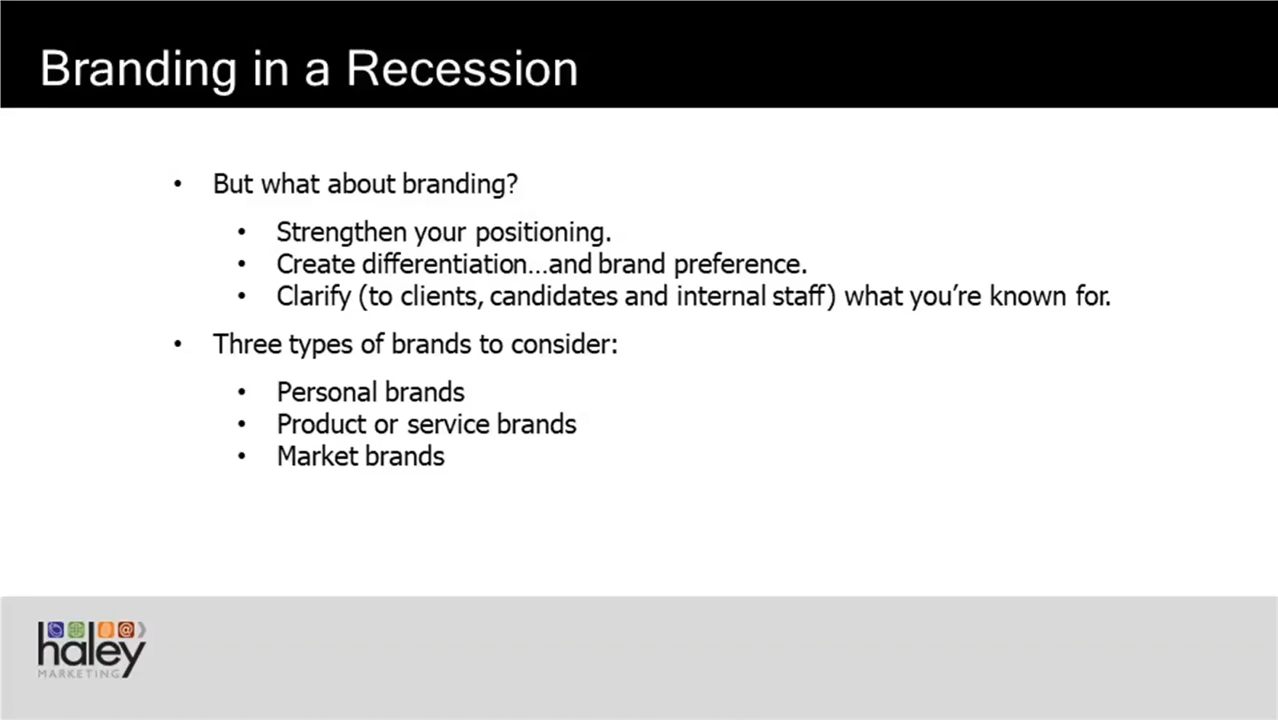 Branding in a Recession
• But what about branding?
• Strengthen your positioning.
• Create differentiation...and brand preference.
• Clarify (to clients, candidates and internal staff) what you’re known for.
• Three types of brands to consider:
• Personal brands
• Product or service brands
• Market brands
haley
MARKETING